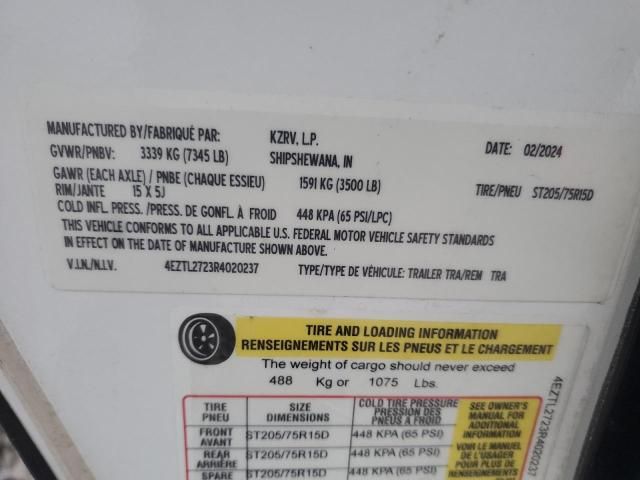 MANUFACTURED BY/FABRIQUÉ PAR: KZRV, L.P. DATE: 02/2024
GVWR/PNBV: 3339 KG (7345 LB) SHIPSHEWANA, IN
GAWR (EACH AXLE) / PNBE (CHAQUE ESSIEU) 1591 KG (3500 LB) TIRE/PNEU ST205/75R15D
RIM/JANTE 15 X 5J
COLD INFL. PRESS. /PRESS. DE GONFL. À FROID 448 KPA (65 PSI/LPC)
THIS VEHICLE CONFORMS TO ALL APPLICABLE U.S. FEDERAL MOTOR VEHICLE SAFETY STANDARDS
IN EFFECT ON THE DATE OF MANUFACTURE SHOWN ABOVE.
V.I.N./N.I.V. 4EZTL2723R4020237 TYPE/TYPE DE VÉHICULE: TRAILER TRA/REM TRA
TIRE AND LOADING INFORMATION
RENSEIGNEMENTS SUR LES PNEUS ET LE CHARGEMENT
The weight of cargo should never exceed
488 Kg or 1075 Lbs.
TIRE PNEU SIZE DIMENSIONS COLD TIRE PRESSURE PRESSION DES PNEUS À FROID
FRONT AVANT ST205/75R15D 448 KPA (65 PSI)
REAR ARRIÈRE ST205/75R15D 448 KPA (65 PSI)
SPARE ST205/75R15D 448 KPA (65 PSI)
SEE OWNER'S
MANUAL FOR
ADDITIONAL
INFORMATION
VOIR LE MANUEL
DE L'USAGER
POUR PLUS DE
RENSEIGNEMENTS
4EZTL2723R4020237